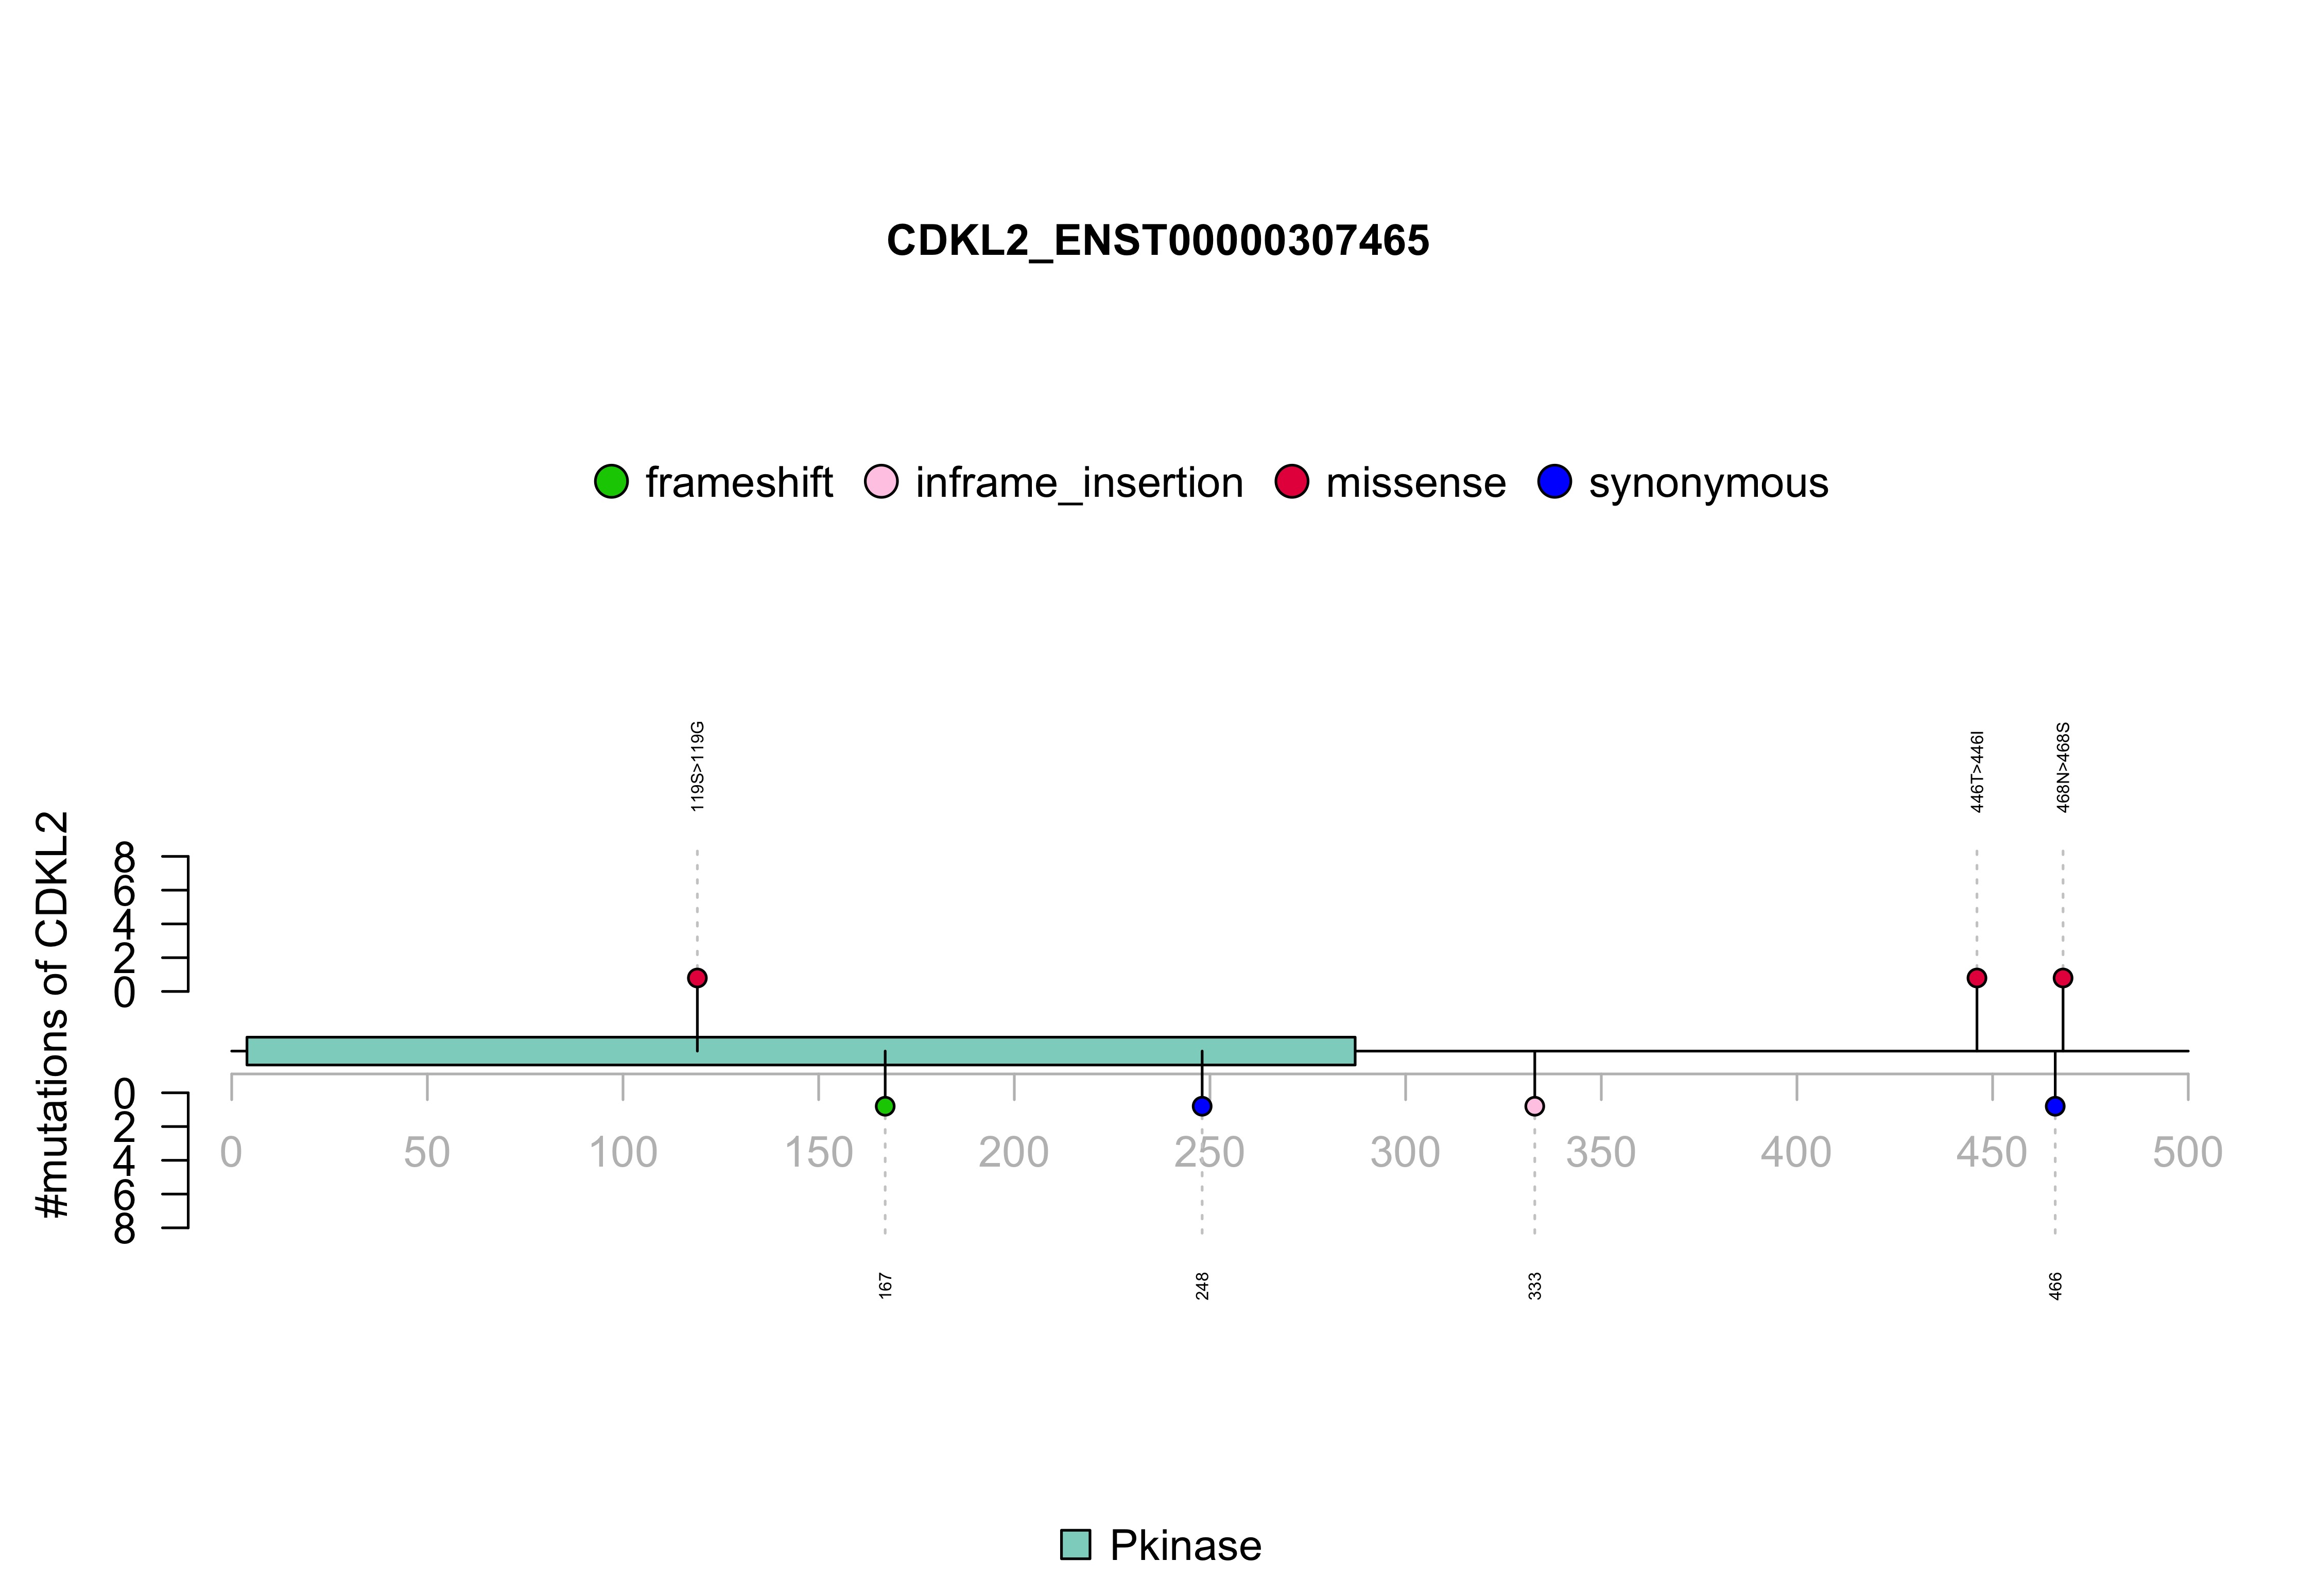 CDKL2_ENST00000307465
frameshift inframe_insertion missense synonymous
119S>119G 446T>446I 468N>468S
#mutations of CDKL2
8
6
4
2
0
0
2
4
6
8
0 50 100 150 200 250 300 350 400 450 500
167 248 333 466
Pkinase